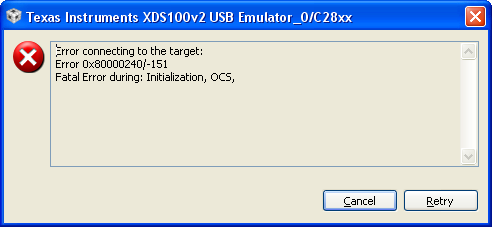 Texas Instruments XDS100v2 USB Emulator_0/C28xx
Error connecting to the target:
Error 0x80000240/-151
Fatal Error during: Initialization, OCS,
Cancel
Retry